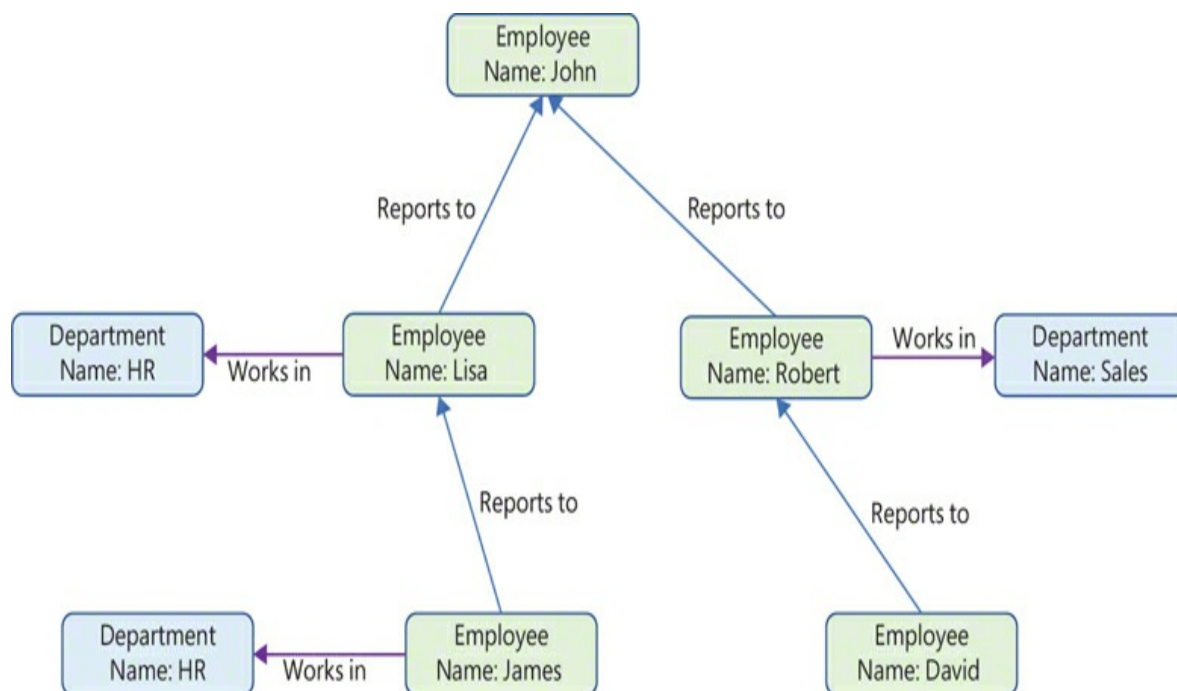 Employee
Name: John
Reports to
Reports to
Department
Name: HR
Works in
Employee
Name: Lisa
Employee
Name: Robert
Works in
Department
Name: Sales
Reports to
Reports to
Department
Name: HR
Works in
Employee
Name: James
Employee
Name: David